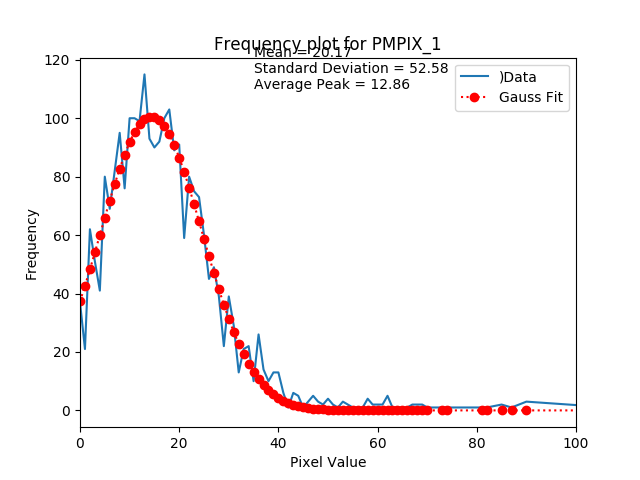 Frequency plot for PMPIX_1
Mean = 20.17
Standard Deviation = 52.58
Average Peak = 12.86
)Data
Gauss Fit
120
100
80
60
40
20
0
Frequency
0 20 40 60 80 100
Pixel Value